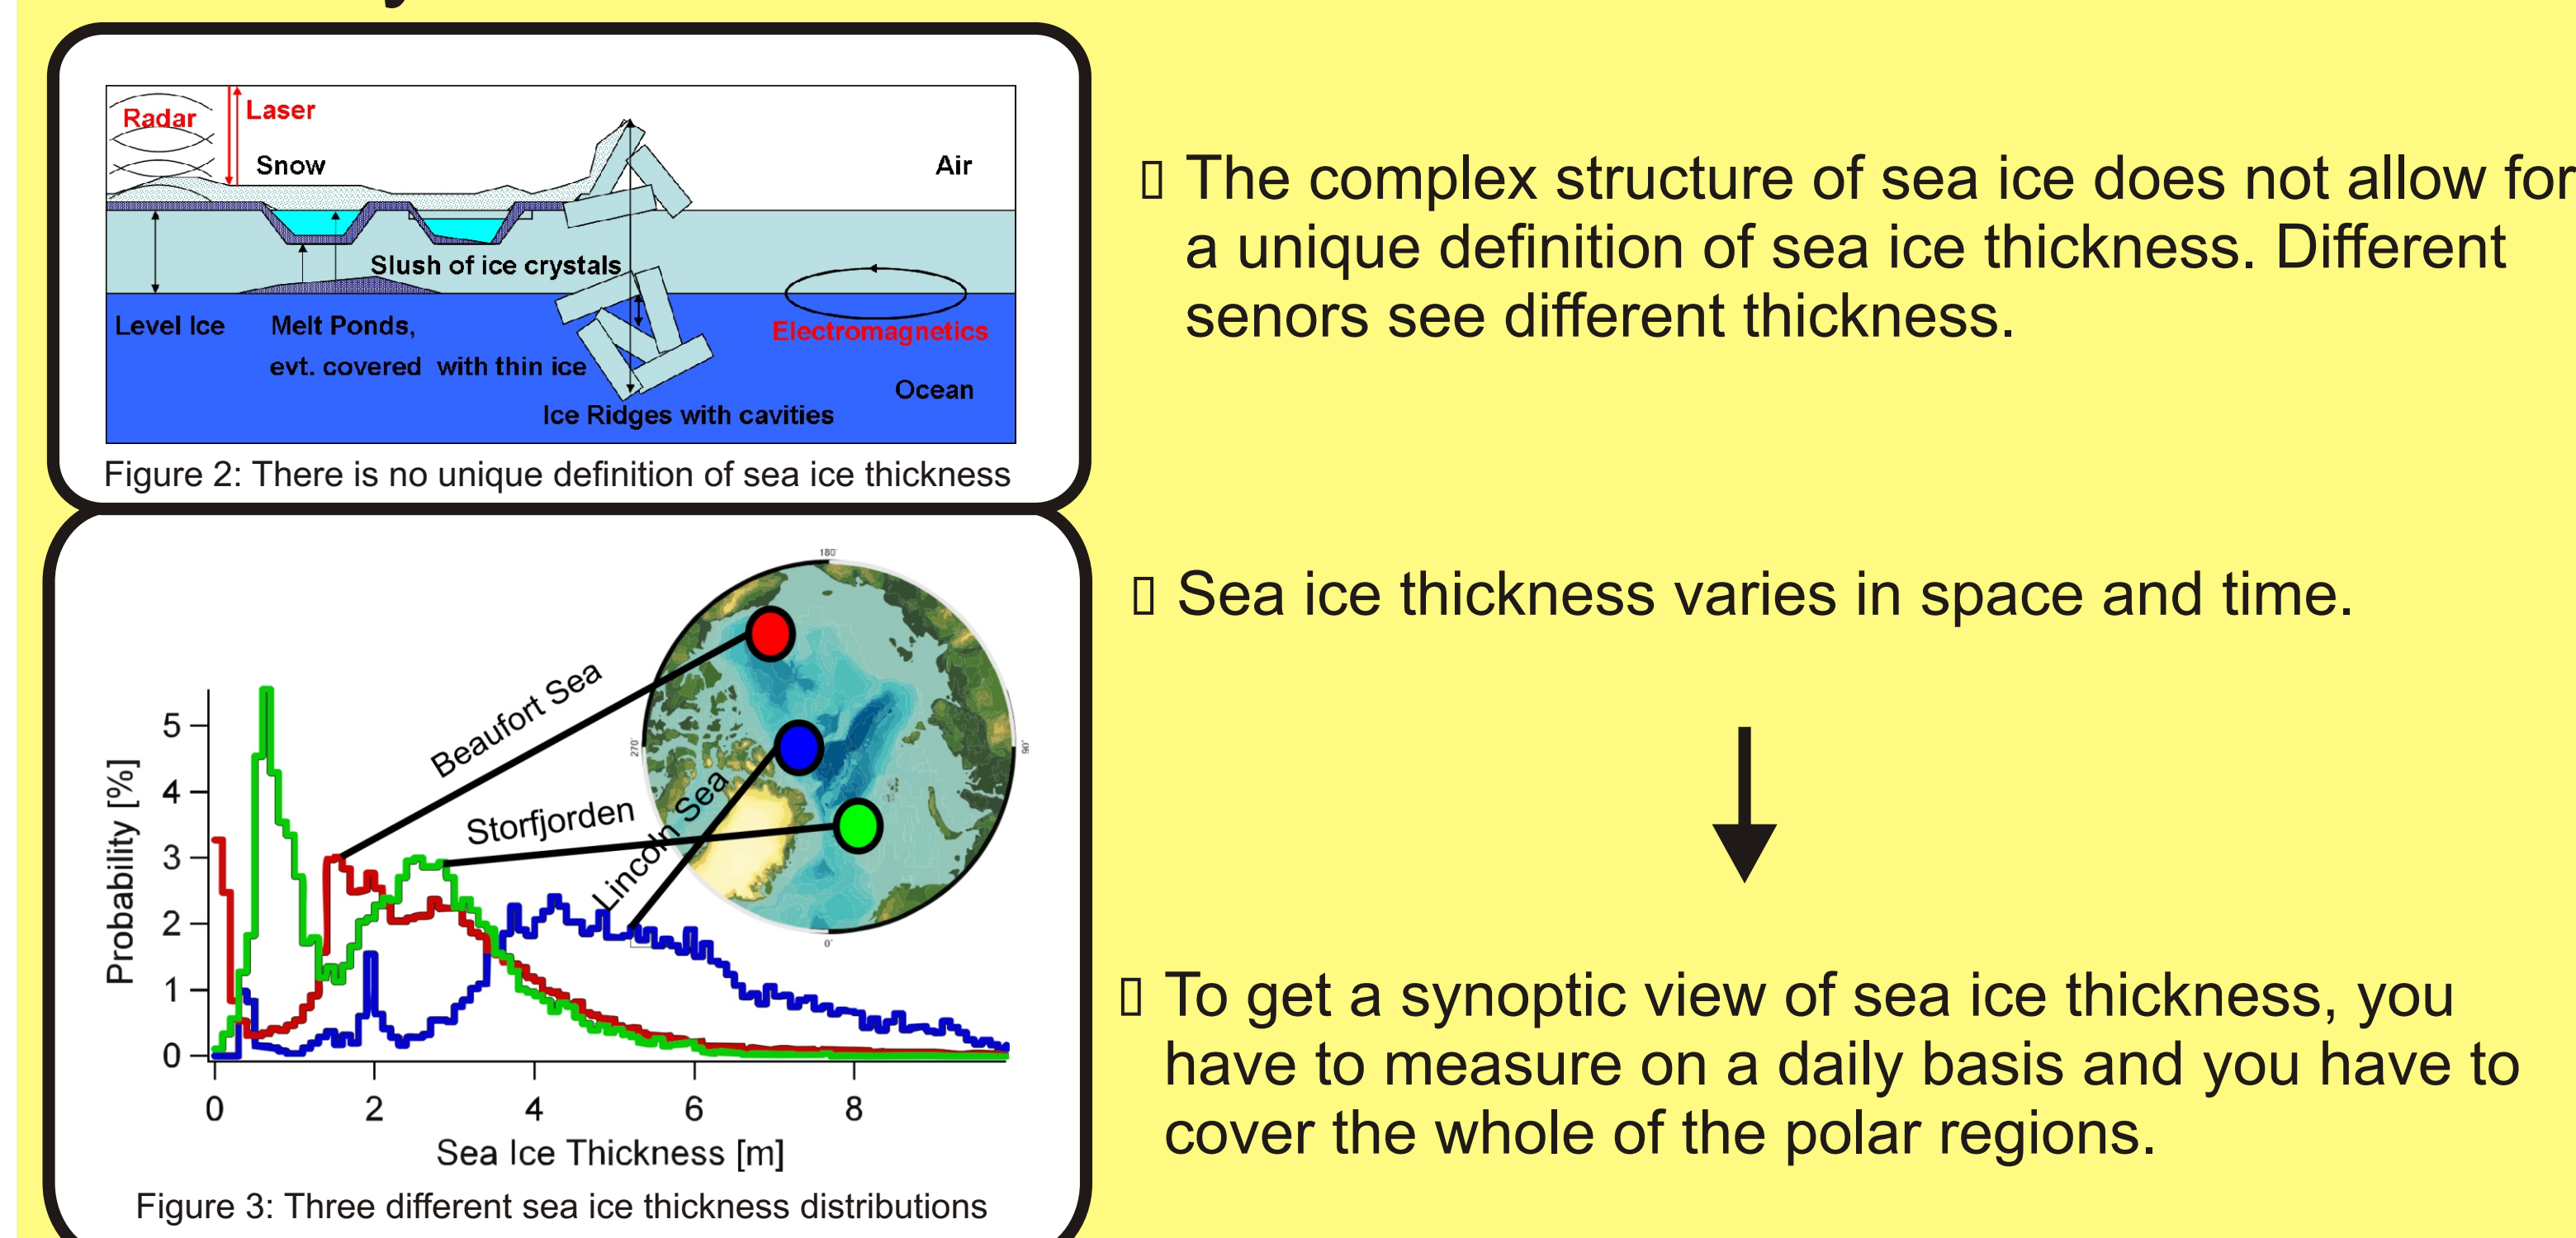 Radar
Laser
Snow
Air
Slush of ice crystals
Level Ice
Melt Ponds,
evt. covered with thin ice
Electromagnetics
Ocean
Ice Ridges with cavities
Figure 2: There is no unique definition of sea ice thickness
The complex structure of sea ice does not allow for
a unique definition of sea ice thickness. Different
senors see different thickness.
180°
270°
90°
0°
Beaufort Sea
Storfjorden
Lincoln Sea
Probability [%]
5
4
3
2
1
0
0 2 4 6 8
Sea Ice Thickness [m]
Figure 3: Three different sea ice thickness distributions
Sea ice thickness varies in space and time.
To get a synoptic view of sea ice thickness, you
have to measure on a daily basis and you have to
cover the whole of the polar regions.